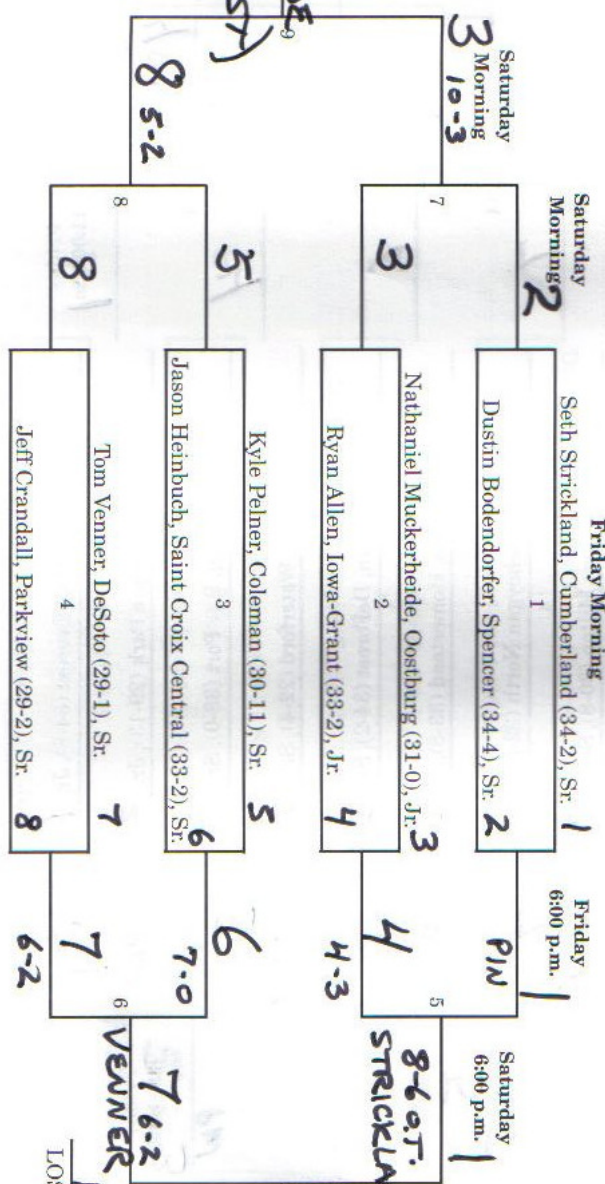 Saturday
Morning
Saturday
Morning
Friday Morning
Friday
6:00 p.m.
Saturday
6:00 p.m.
3
10-3
2
Seth Strickland, Cumberland (34-2), Sr. 1
1
Dustin Bodendorfer, Spencer (34-4), Sr. 2
PIN
1
7
3
Nathaniel Muckerheide, Oostburg (31-0), Jr. 3
2
Ryan Allen, Iowa-Grant (33-2), Jr. 4
4
4-3
5
8-6 O.T. 1
STRICKLA
9
5
Kyle Pelner, Coleman (30-11), Sr. 5
3
Jason Heinbuch, Saint Croix Central (33-2), Sr. 6
6
7-0
8
5-2
8
8
Tom Venner, DeSoto (29-1), Sr. 7
4
Jeff Crandall, Parkview (29-2), Sr. 8
7
6-2
6
7 6-2
VENNER
LOS